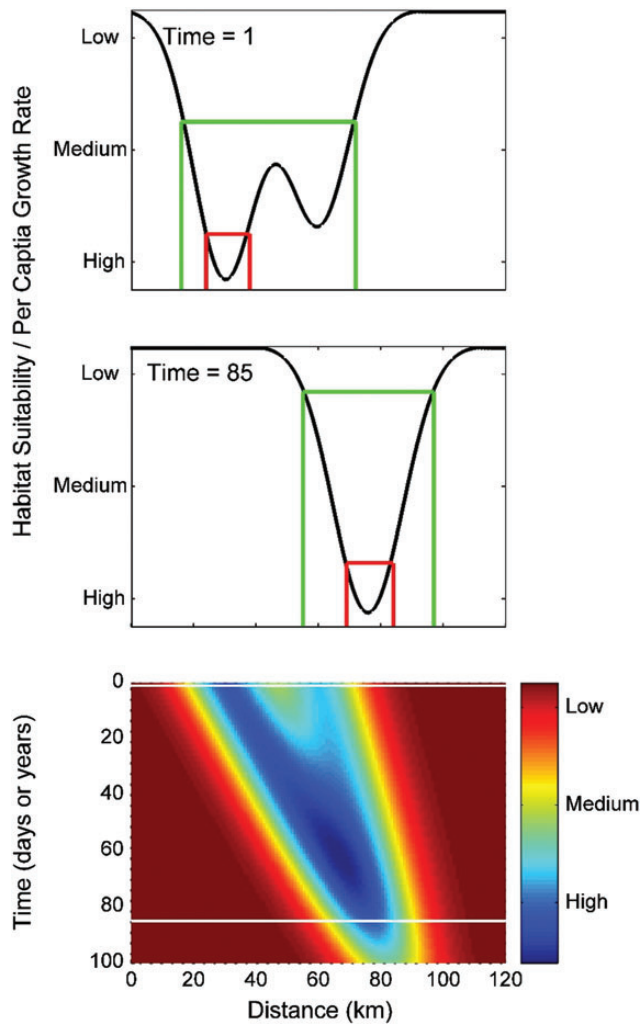 Habitat Suitability / Per Captia Growth Rate
Time = 1
Low
Medium
High
Time = 85
Low
Medium
High
Time (days or years)
0
20
40
60
80
100
0 20 40 60 80 100 120
Distance (km)
Low
Medium
High